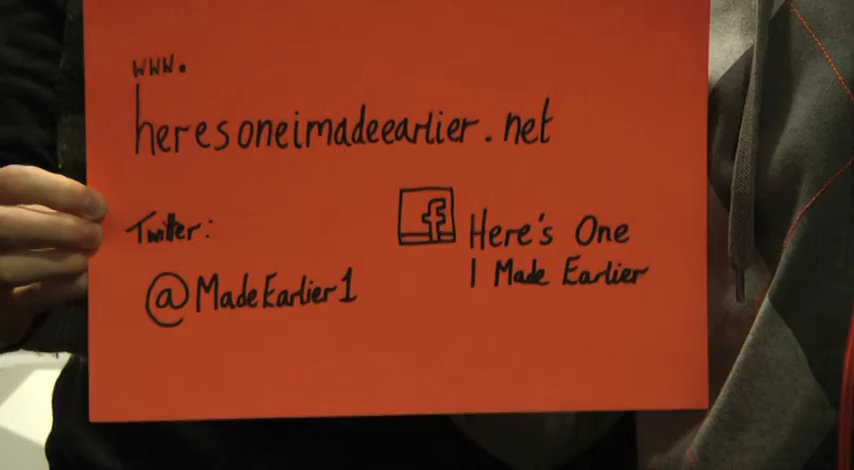 www.
heresoneimadeearlier.net
Twitter:
@MadeEarlier1
f Here's One
I Made Earlier